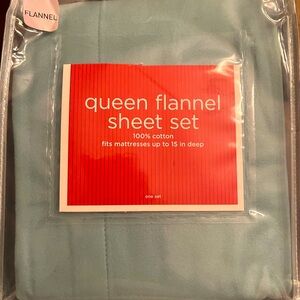 FLANNEL
queen flannel
sheet set
100% cotton
fits mattresses up to 15 in deep
one set